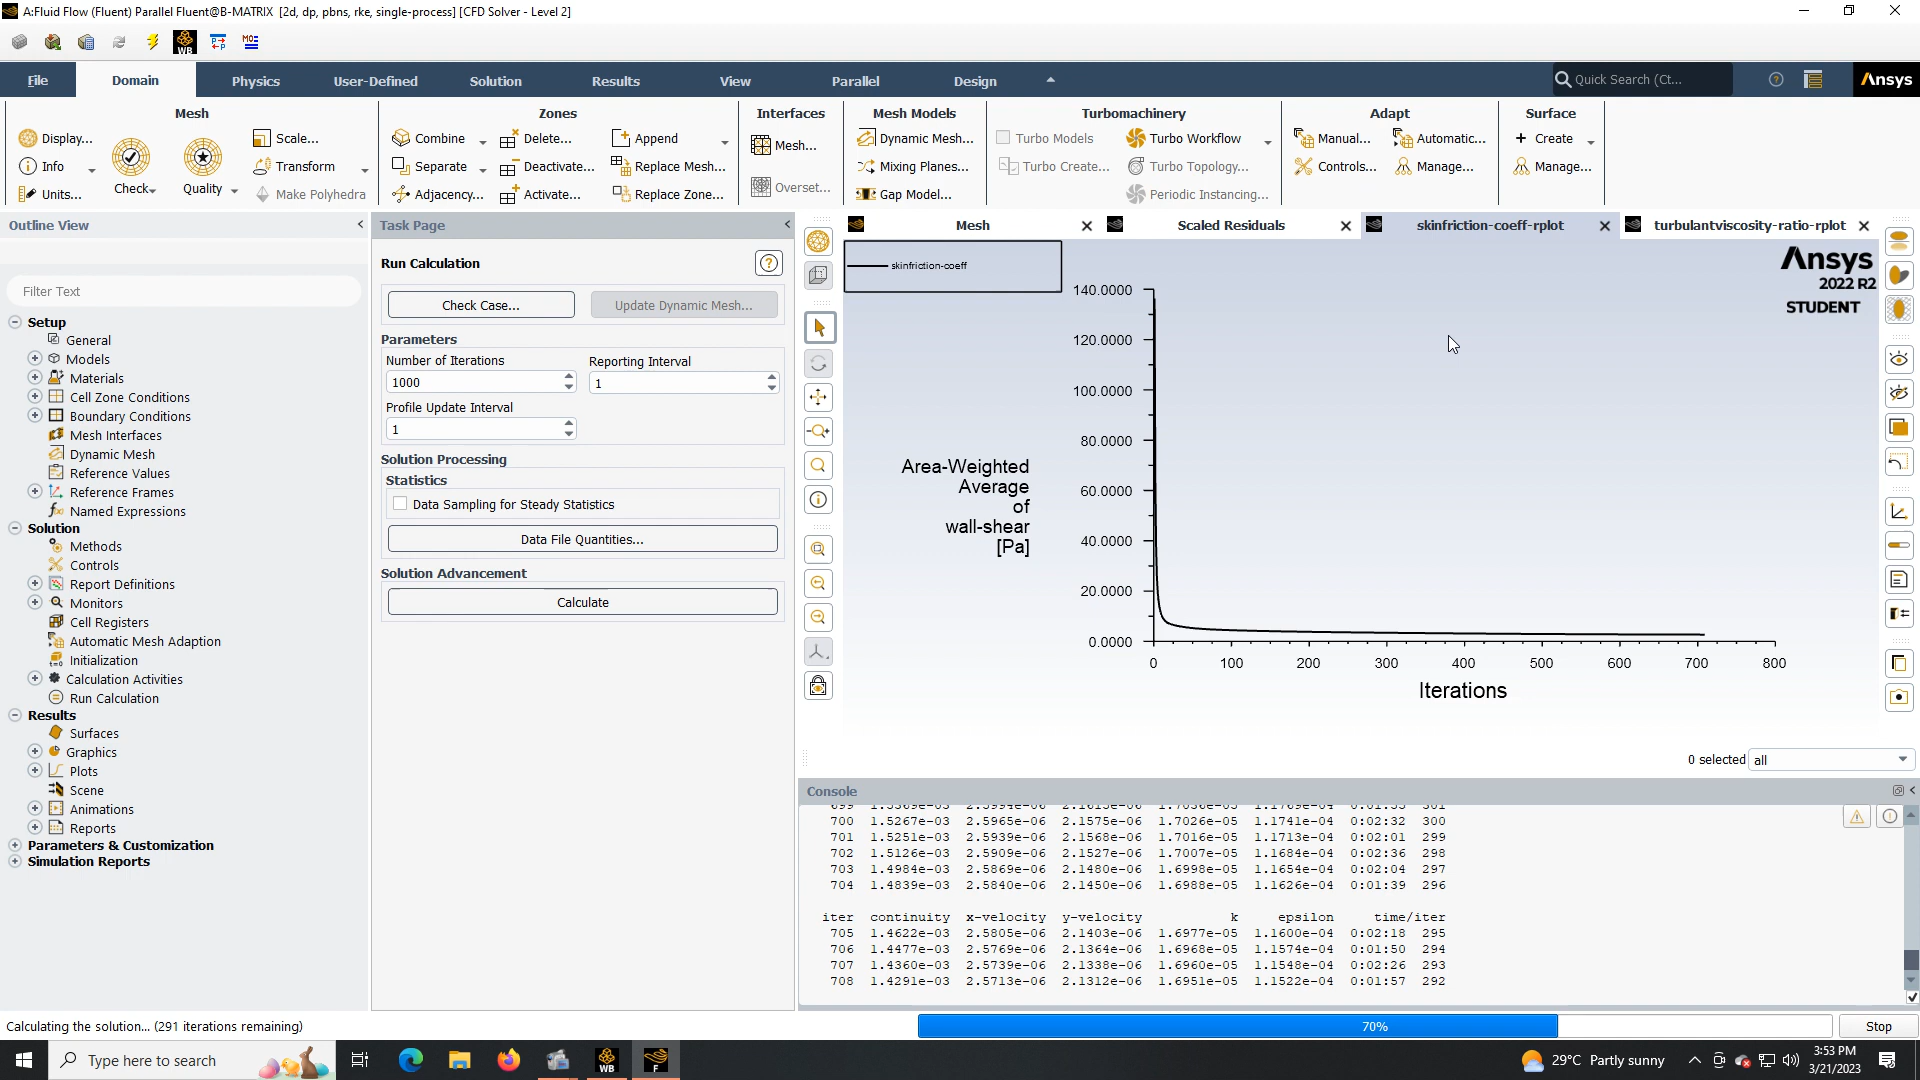 A:Fluid Flow (Fluent) Parallel Fluent@B-MATRIX [2d, dp, pbns, rke, single-process] [CFD Solver - Level 2]
WB
File
Domain
Physics
User-Defined
Solution
Results
View
Parallel
Design
Quick Search (Ct...
Ansys
Mesh
Zones
Interfaces
Mesh Models
Turbomachinery
Adapt
Surface
Display...
Info
Units...
Check
Quality
Scale...
Transform
Make Polyhedra
Combine
Separate
Adjacency...
Delete...
Deactivate...
Activate...
Append
Replace Mesh...
Replace Zone...
Mesh...
Overset...
Dynamic Mesh...
Mixing Planes...
Gap Model...
Turbo Models
Turbo Create...
Turbo Workflow
Turbo Topology...
Periodic Instancing...
Manual...
Controls...
Automatic...
Manage...
Create
Manage...
Outline View
Filter Text
Setup
General
Models
Materials
Cell Zone Conditions
Boundary Conditions
Mesh Interfaces
Dynamic Mesh
Reference Values
Reference Frames
Named Expressions
Solution
Methods
Controls
Report Definitions
Monitors
Cell Registers
Automatic Mesh Adaption
Initialization
Calculation Activities
Run Calculation
Results
Surfaces
Graphics
Plots
Scene
Animations
Reports
Parameters & Customization
Simulation Reports
Task Page
Run Calculation
Check Case...
Update Dynamic Mesh...
Parameters
Number of Iterations
Reporting Interval
1000
1
Profile Update Interval
1
Solution Processing
Statistics
Data Sampling for Steady Statistics
Data File Quantities...
Solution Advancement
Calculate
Mesh
Scaled Residuals
skinfriction-coeff-rplot
turbulantviscosity-ratio-rplot
skinfriction-coeff
Ansys
2022 R2
STUDENT
140.0000
120.0000
100.0000
80.0000
60.0000
40.0000
20.0000
0.0000
Area-Weighted
Average
of
wall-shear
[Pa]
0 100 200 300 400 500 600 700 800
Iterations
0 selected all
Console
700 1.5267e-03 2.5965e-06 2.1575e-06 1.7026e-05 1.1741e-04 0:02:32 300
701 1.5251e-03 2.5939e-06 2.1568e-06 1.7016e-05 1.1713e-04 0:02:01 299
702 1.5126e-03 2.5909e-06 2.1527e-06 1.7007e-05 1.1684e-04 0:02:36 298
703 1.4984e-03 2.5869e-06 2.1480e-06 1.6998e-05 1.1654e-04 0:02:04 297
704 1.4839e-03 2.5840e-06 2.1450e-06 1.6988e-05 1.1626e-04 0:01:39 296
iter continuity x-velocity y-velocity k epsilon time/iter
705 1.4622e-03 2.5805e-06 2.1403e-06 1.6977e-05 1.1600e-04 0:02:18 295
706 1.4477e-03 2.5769e-06 2.1364e-06 1.6968e-05 1.1574e-04 0:01:50 294
707 1.4360e-03 2.5739e-06 2.1338e-06 1.6960e-05 1.1548e-04 0:02:26 293
708 1.4291e-03 2.5713e-06 2.1312e-06 1.6951e-05 1.1522e-04 0:01:57 292
Calculating the solution... (291 iterations remaining)
70%
Stop
Type here to search
WB
F
29°C Partly sunny
3:53 PM
3/21/2023